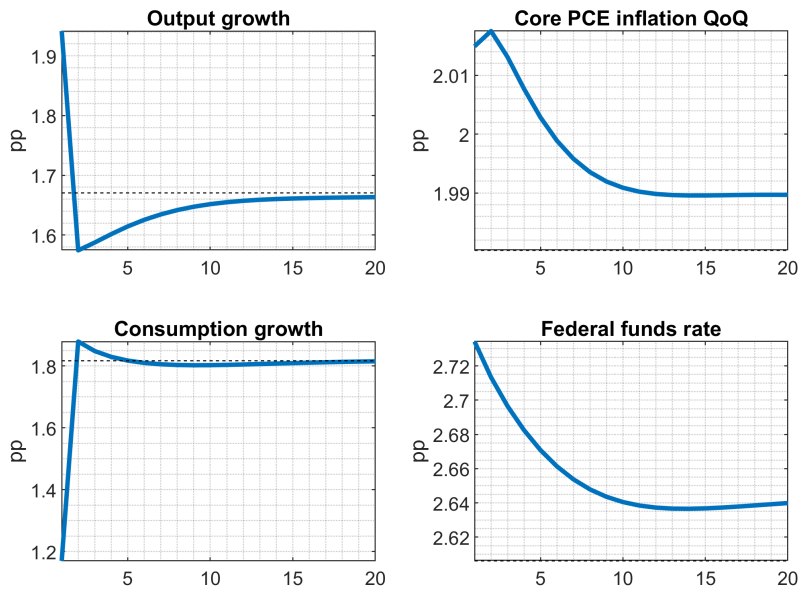 Output growth
pp
1.9
1.8
1.7
1.6
5 10 15 20
Core PCE inflation QoQ
pp
2.01
2
1.99
5 10 15 20
Consumption growth
pp
1.8
1.6
1.4
1.2
5 10 15 20
Federal funds rate
pp
2.72
2.7
2.68
2.66
2.64
2.62
5 10 15 20